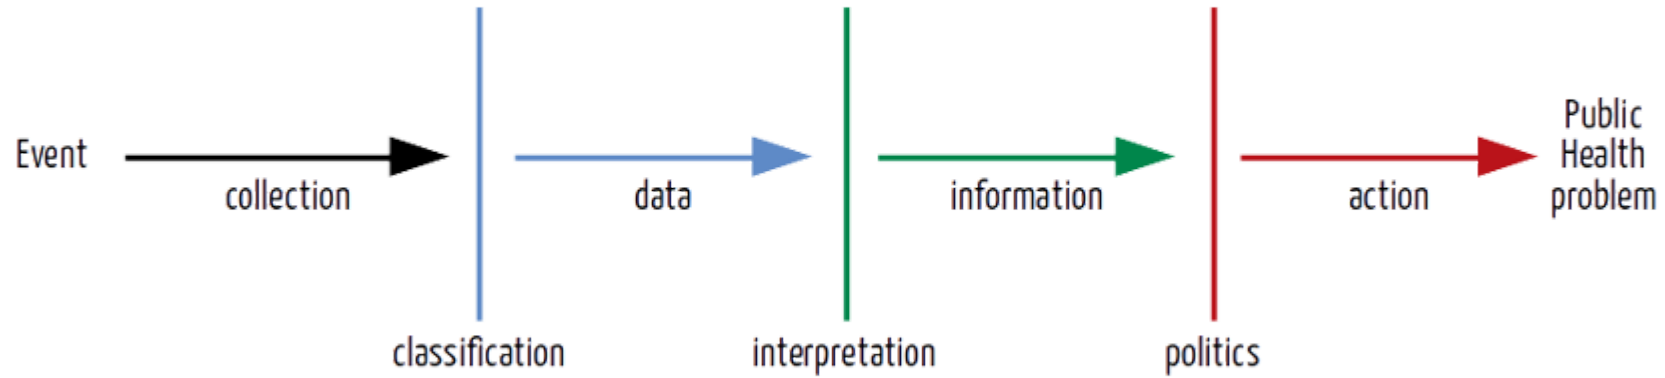 Event
collection
classification
data
interpretation
information
politics
action
Public
Health
problem